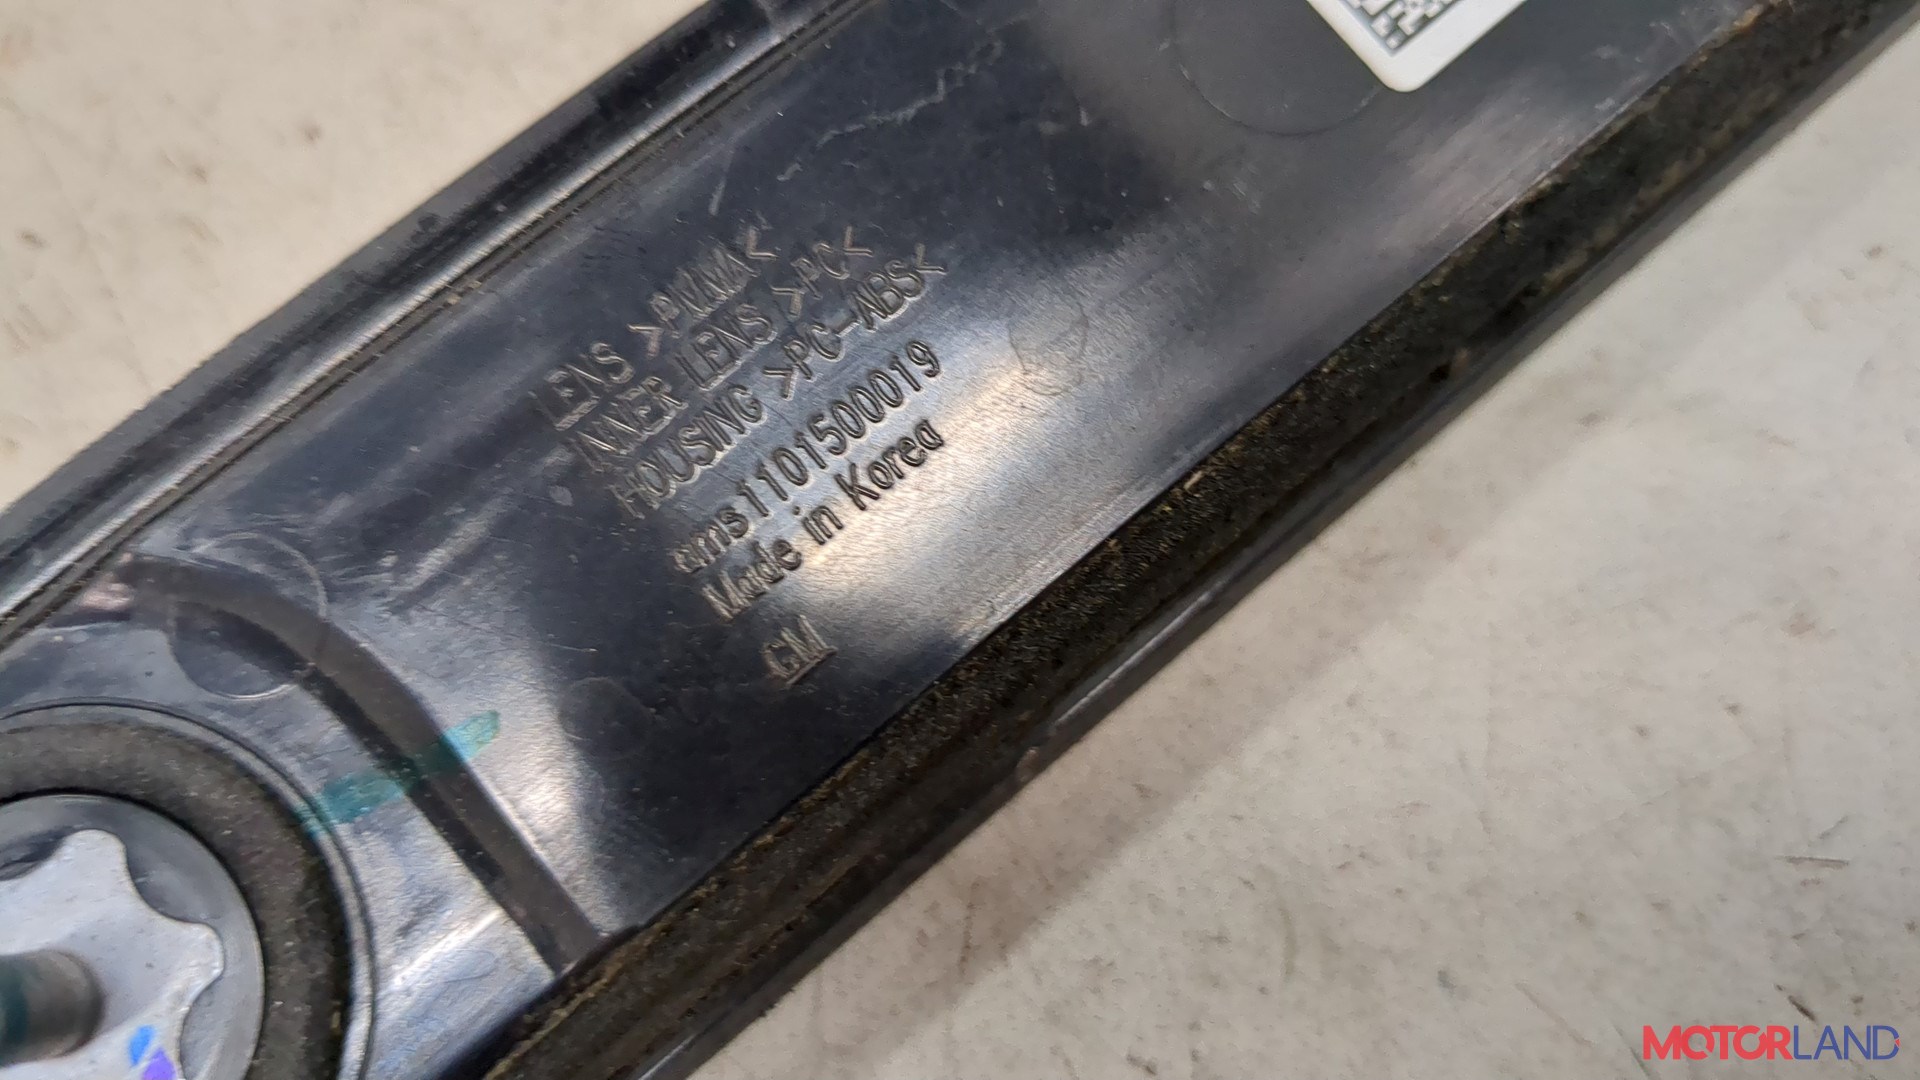 LENS >PMMA<
INNER LENS >PC<
HOUSING >PC-ABS<
ams1101500019
Made in Korea
GM
MOTORLAND